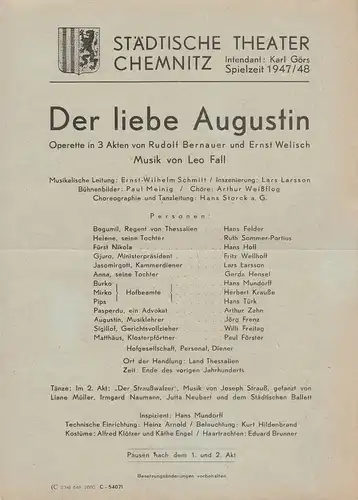 STÄDTISCHE THEATER
CHEMNITZ Intendant: Karl Görs
Spielzeit 1947/48
Der liebe Augustin
Operette in 3 Akten von Rudolf Bernauer und Ernst Welisch
Musik von Leo Fall
Musikalische Leitung: Ernst-Wilhelm Schmitt / Inszenierung: Lars Larsson
Bühnenbilder: Paul Meinig / Chöre: Arthur Weißflog
Choreographie und Tanzleitung: Hans Storck a. G.
Personen:
Bogumil, Regent von Thessalien Hans Felder
Helene, seine Tochter Ruth Sommer-Portius
Fürst Nikola Hans Holl
Gjuro, Ministerpräsident Fritz Weilhoff
Jasomirgott, Kammerdiener Lars Larsson
Anna, seine Tochter Gerda Hensel
Burko Hans Mundorff
Mirko Hofbeamte Herbert Krauße
Pips Hans Türk
Pasperdu, ein Advokat Arthur Zahn
Augustin, Musiklehrer Jörg Frenz
Sigilloff, Gerichtsvollzieher Willi Freitag
Matthäus, Klosterpförtner Paul Förster
Hofgesellschaft, Personal, Diener
Ort der Handlung: Land Thessalien
Zeit: Ende des vorigen Jahrhunderts
Tänze: Im 2. Akt: „Der Straußwalzer", Musik von Joseph Strauß, getanzt von
Liane Müller, Irmgard Naumann, Jutta Neubert und dem Städtischen Ballett
Inspizient: Hans Mundorff
Technische Einrichtung: Heinz Arnold / Beleuchtung: Kurt Hildenbrand
Kostüme: Alfred Klötzer und Käthe Engel / Haartrachten: Eduard Brunner
Pausen nach dem 1. und 2. Akt
Besetzungsänderungen vorbehalten
C - 5407)